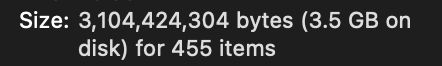 Size: 3,104,424,304 bytes (3.5 GB on
disk) for 455 items